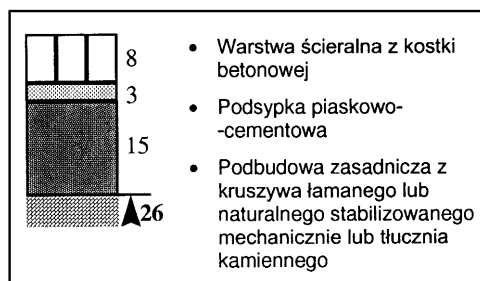 8
3
15
26
• Warstwa ścieralna z kostki
betonowej
• Podsypka piaskowo-
-cementowa
• Podbudowa zasadnicza z
kruszywa łamanego lub
naturalnego stabilizowanego
mechanicznie lub tłucznia
kamiennego